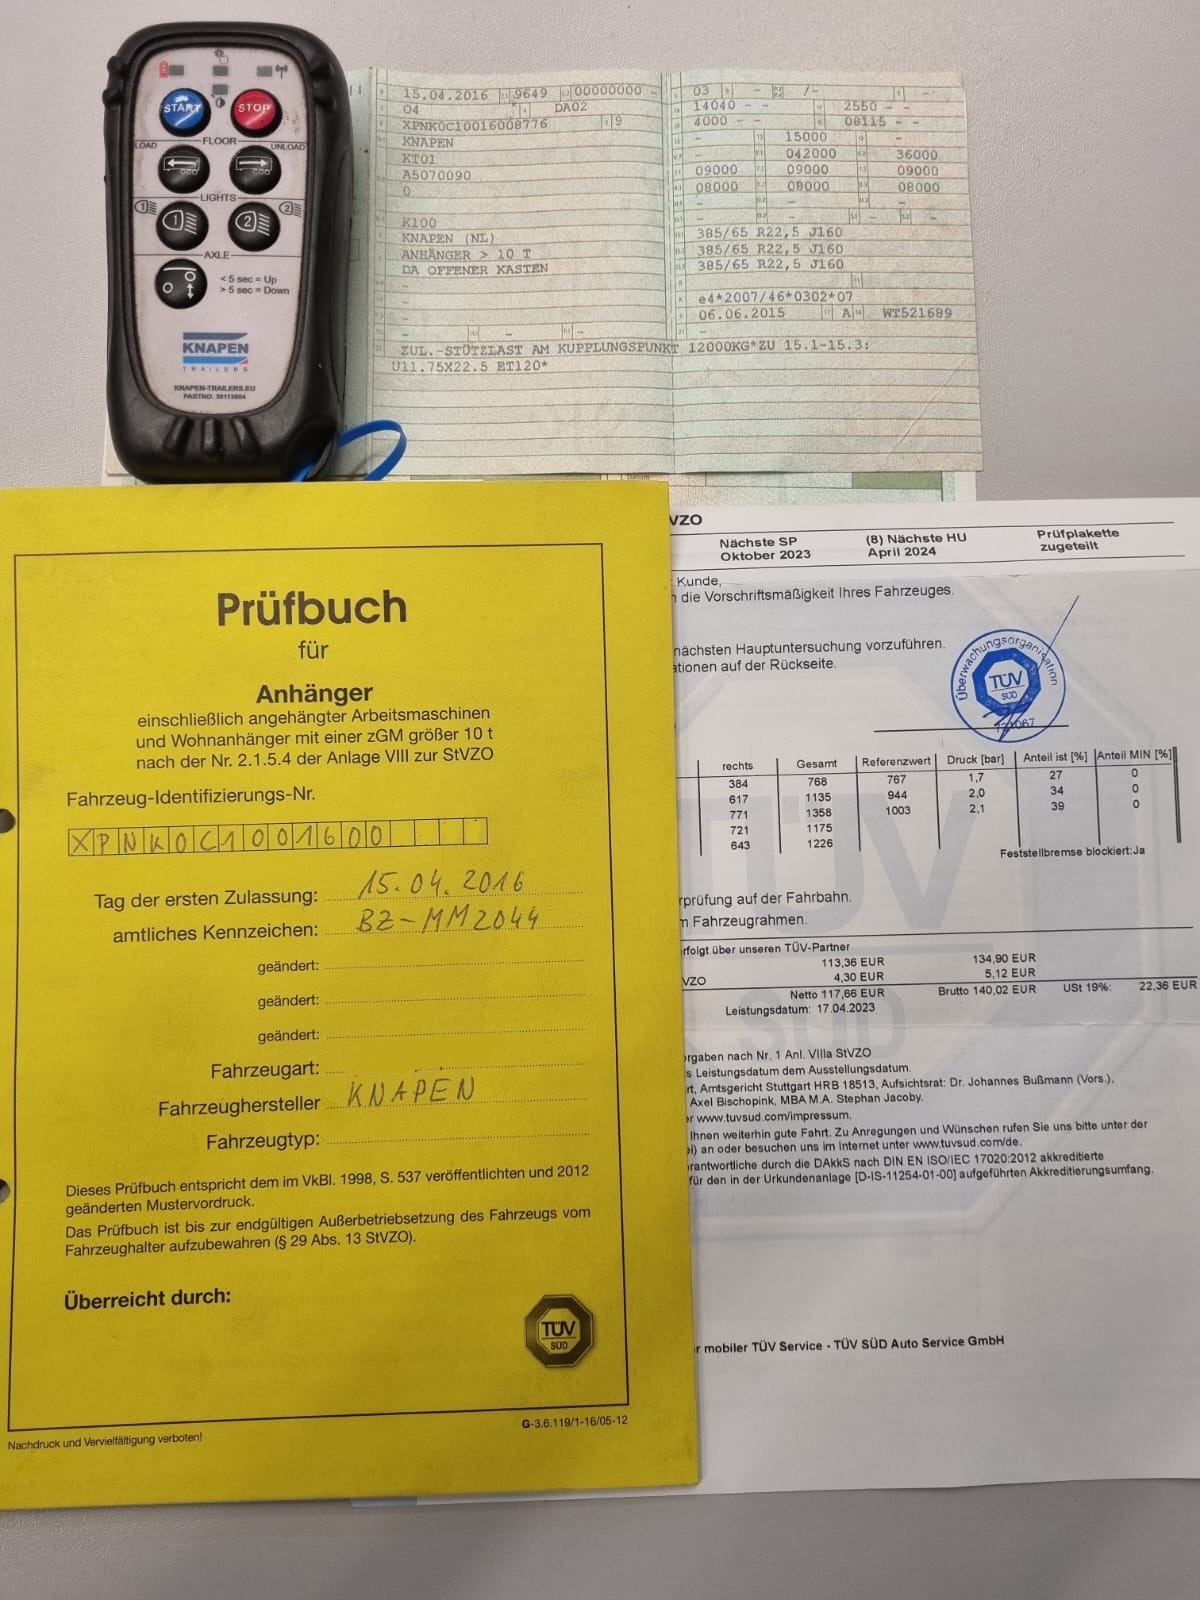 START
STOP
LOAD
FLOOR
UNLOAD
LIGHTS
1
2
1
2
AXLE
< 5 sec = Up
> 5 sec = Down
KNAPEN
TRAILERS
KNAPEN-TRAILERS.EU
PARTNO. 30113884
15.04.2016 9649 00000000 -
04 DA02
XPNK0C10016008776 9
KNAPEN
KT01
A5070090
0
K100
KNAPEN (NL)
ANHÄNGER > 10 T
DA OFFENER KASTEN
-
-
- - -
03 - /-
14040 - - 2550 - -
4000 - - 08115 - -
- 15000 -
- 042000 36000
09000 09000 09000
08000 08000 08000
- - -
- - - -
385/65 R22,5 J160
385/65 R22,5 J160
385/65 R22,5 J160
e4*2007/46*0302*07
06.06.2015 A WT521689
-
ZUL.-STÜTZLAST AM KUPPLUNGSPUNKT 12000KG*ZU 15.1-15.3:
U11.75X22.5 ET120*
Prüfbuch
für
Anhänger
einschließlich angehängter Arbeitsmaschinen
und Wohnanhänger mit einer zGM größer 10 t
nach der Nr. 2.1.5.4 der Anlage VIII zur StVZO
Fahrzeug-Identifizierungs-Nr.
XPNK0C1001600
Tag der ersten Zulassung: 15.04.2016
amtliches Kennzeichen: BZ-MM2044
geändert:
geändert:
geändert:
Fahrzeugart:
Fahrzeughersteller KNAPEN
Fahrzeugtyp:
Dieses Prüfbuch entspricht dem im VkBl. 1998, S. 537 veröffentlichten und 2012
geänderten Mustervordruck.
Das Prüfbuch ist bis zur endgültigen Außerbetriebsetzung des Fahrzeugs vom
Fahrzeughalter aufzubewahren (§ 29 Abs. 13 StVZO).
Überreicht durch:
TÜV
SÜD
G-3.6.119/1-16/05-12
Nachdruck und Vervielfältigung verboten!
VZO
Nächste SP (8) Nächste HU Prüfplakette
Oktober 2023 April 2024 zugeteilt
Kunde,
die Vorschriftsmäßigkeit Ihres Fahrzeuges.
nächsten Hauptuntersuchung vorzuführen.
ationen auf der Rückseite.
Überwachungsorganisation
TÜV
SÜD
rechts Gesamt Referenzwert Druck [bar] Anteil ist [%] Anteil MIN [%]
384 768 767 1,7 27 0
617 1135 944 2,0 34 0
771 1358 1003 2,1 39 0
721 1175
643 1226
Feststellbremse blockiert:Ja
rprüfung auf der Fahrbahn.
m Fahrzeugrahmen.
rfolgt über unseren TÜV-Partner
113,36 EUR 134,90 EUR
VZO 4,30 EUR 5,12 EUR
Netto 117,66 EUR Brutto 140,02 EUR USt 19%: 22,36 EUR
Leistungsdatum: 17.04.2023
rgaben nach Nr. 1 Anl. VIIIa StVZO
s Leistungsdatum dem Ausstellungsdatum.
rt, Amtsgericht Stuttgart HRB 18513, Aufsichtsrat: Dr. Johannes Bußmann (Vors.),
Axel Bischopink, MBA M.A. Stephan Jacoby.
r www.tuvsud.com/impressum.
Ihnen weiterhin gute Fahrt. Zu Anregungen und Wünschen rufen Sie uns bitte unter der
ei) an oder besuchen uns im Internet unter www.tuvsud.com/de.
rantwortliche durch die DAkkS nach DIN EN ISO/IEC 17020:2012 akkreditierte
für den in der Urkundenanlage [D-IS-11254-01-00] aufgeführten Akkreditierungsumfang.
r mobiler TÜV Service - TÜV SÜD Auto Service GmbH